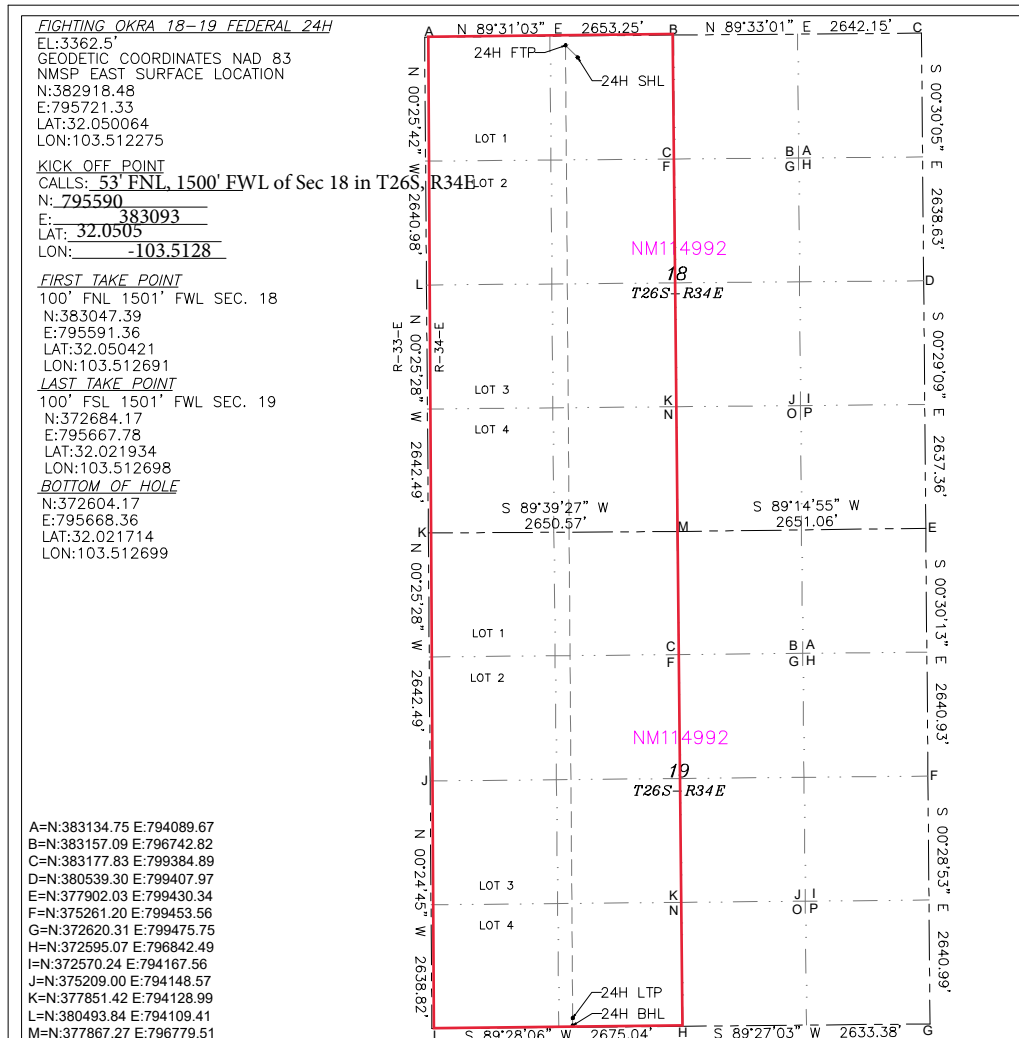 FIGHTING OKRA 18-19 FEDERAL 24H
EL:3362.5'
GEODETIC COORDINATES NAD 83
NMSP EAST SURFACE LOCATION
N:382918.48
E:795721.33
LAT:32.050064
LON:103.512275
KICK OFF POINT
CALLS: 53' FNL, 1500' FWL of Sec 18 in T26S, R34E
N: 795590
E: 383093
LAT: 32.0505
LON: -103.5128
FIRST TAKE POINT
100' FNL 1501' FWL SEC. 18
N:383047.39
E:795591.36
LAT:32.050421
LON:103.512691
LAST TAKE POINT
100' FSL 1501' FWL SEC. 19
N:372684.17
E:795667.78
LAT:32.021934
LON:103.512698
BOTTOM OF HOLE
N:372604.17
E:795668.36
LAT:32.021714
LON:103.512699
A=N:383134.75 E:794089.67
B=N:383157.09 E:796742.82
C=N:383177.83 E:799384.89
D=N:380539.30 E:799407.97
E=N:377902.03 E:799430.34
F=N:375261.20 E:799453.56
G=N:372620.31 E:799475.75
H=N:372595.07 E:796842.49
I=N:372570.24 E:794167.56
J=N:375209.00 E:794148.57
K=N:377851.42 E:794128.99
L=N:380493.84 E:794109.41
M=N:377867.27 E:796779.51
A N 89°31'03" E 2653.25' B N 89°33'01" E 2642.15' C
24H FTP
24H SHL
N 00°25'42" W 2640.98'
S 00°30'05" E 2638.63'
LOT 1
C
B A
F
G H
LOT 2
NM114992
18
T26S-R34E
L
D
R-33-E
R-34-E
N 00°25'28" W 2642.49'
S 00°29'09" E 2637.36'
LOT 3
K
J I
N
O P
LOT 4
S 89°39'27" W
2650.57'
S 89°14'55" W
2651.06'
K
M
E
N 00°25'28" W 2642.49'
S 00°30'13" E 2640.93'
LOT 1
C
B A
F
G H
LOT 2
NM114992
19
T26S-R34E
J
F
N 00°24'45" W 2638.82'
S 00°28'53" E 2640.99'
LOT 3
K
J I
N
O P
LOT 4
24H LTP
24H BHL
I S 89°28'06" W 2675.04' H S 89°27'03" W 2633.38' G